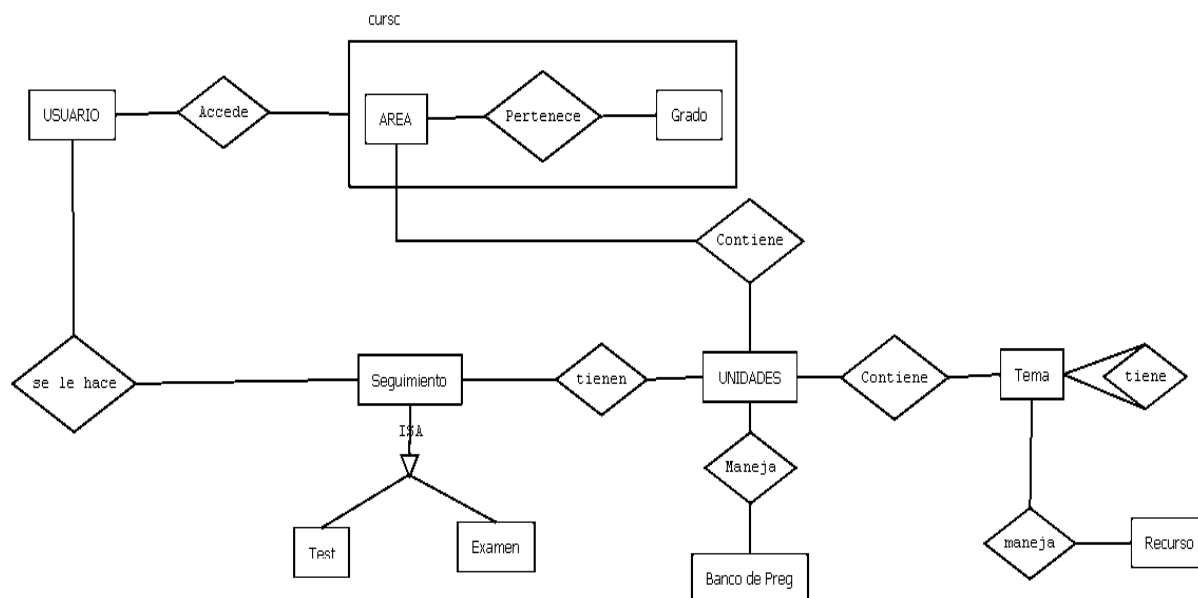 cursc
USUARIO
Accede
AREA
Pertenece
Grado
Contiene
se le hace
Seguimiento
tienen
UNIDADES
Contiene
Tema
tiene
ISA
Maneja
Test
Examen
maneja
Recurso
Banco de Preg